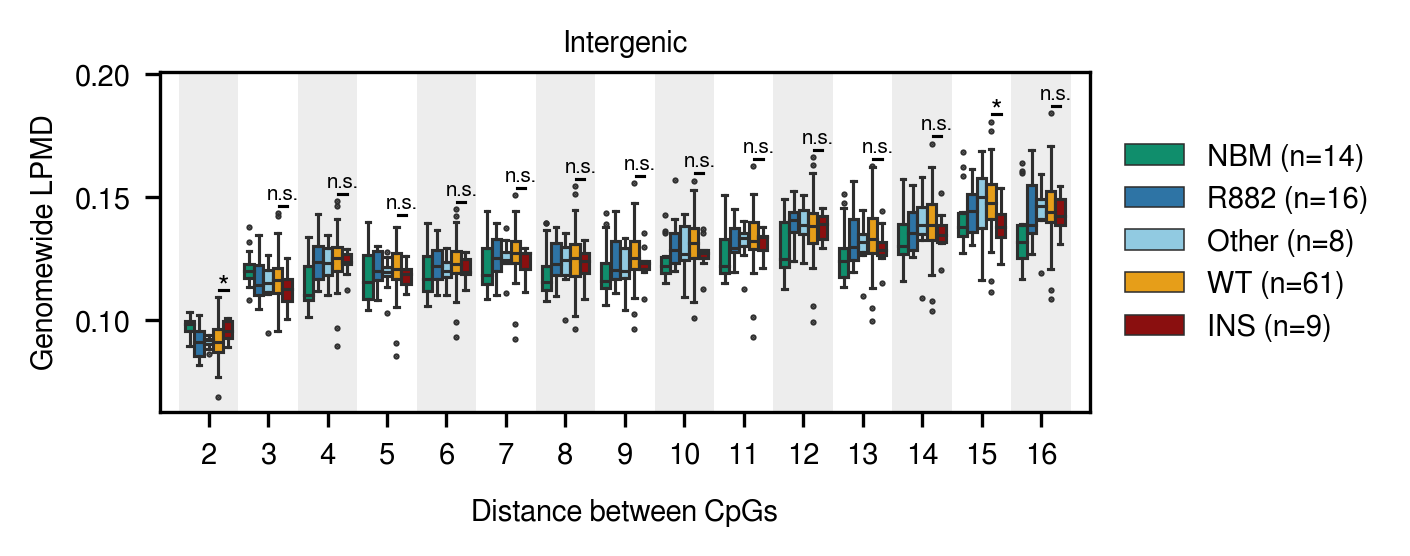 Intergenic
Genomewide LPMD
0.20
0.15
0.10
*
n.s.
n.s.
n.s.
n.s.
n.s.
n.s.
n.s.
n.s.
n.s.
n.s.
n.s.
n.s.
*
n.s.
2 3 4 5 6 7 8 9 10 11 12 13 14 15 16
Distance between CpGs
NBM (n=14)
R882 (n=16)
Other (n=8)
WT (n=61)
INS (n=9)